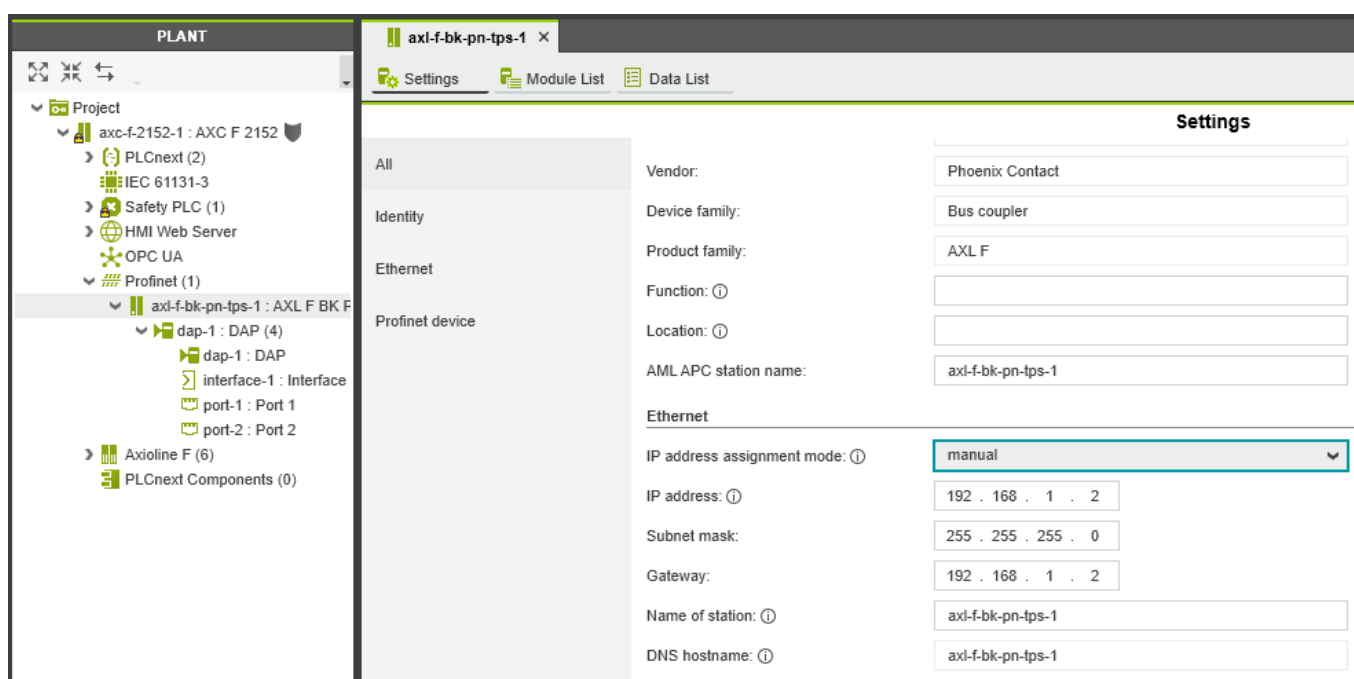 PLANT
Project
axc-f-2152-1 : AXC F 2152
PLCnext (2)
IEC 61131-3
Safety PLC (1)
HMI Web Server
OPC UA
Profinet (1)
axl-f-bk-pn-tps-1 : AXL F BK P
dap-1 : DAP (4)
dap-1 : DAP
interface-1 : Interface
port-1 : Port 1
port-2 : Port 2
Axioline F (6)
PLCnext Components (0)
axl-f-bk-pn-tps-1 ×
Settings Module List Data List
Settings
All
Identity
Ethernet
Profinet device
Vendor: Phoenix Contact
Device family: Bus coupler
Product family: AXL F
Function:
Location:
AML APC station name: axl-f-bk-pn-tps-1
Ethernet
IP address assignment mode: manual
IP address: 192 . 168 . 1 . 2
Subnet mask: 255 . 255 . 255 . 0
Gateway: 192 . 168 . 1 . 2
Name of station: axl-f-bk-pn-tps-1
DNS hostname: axl-f-bk-pn-tps-1